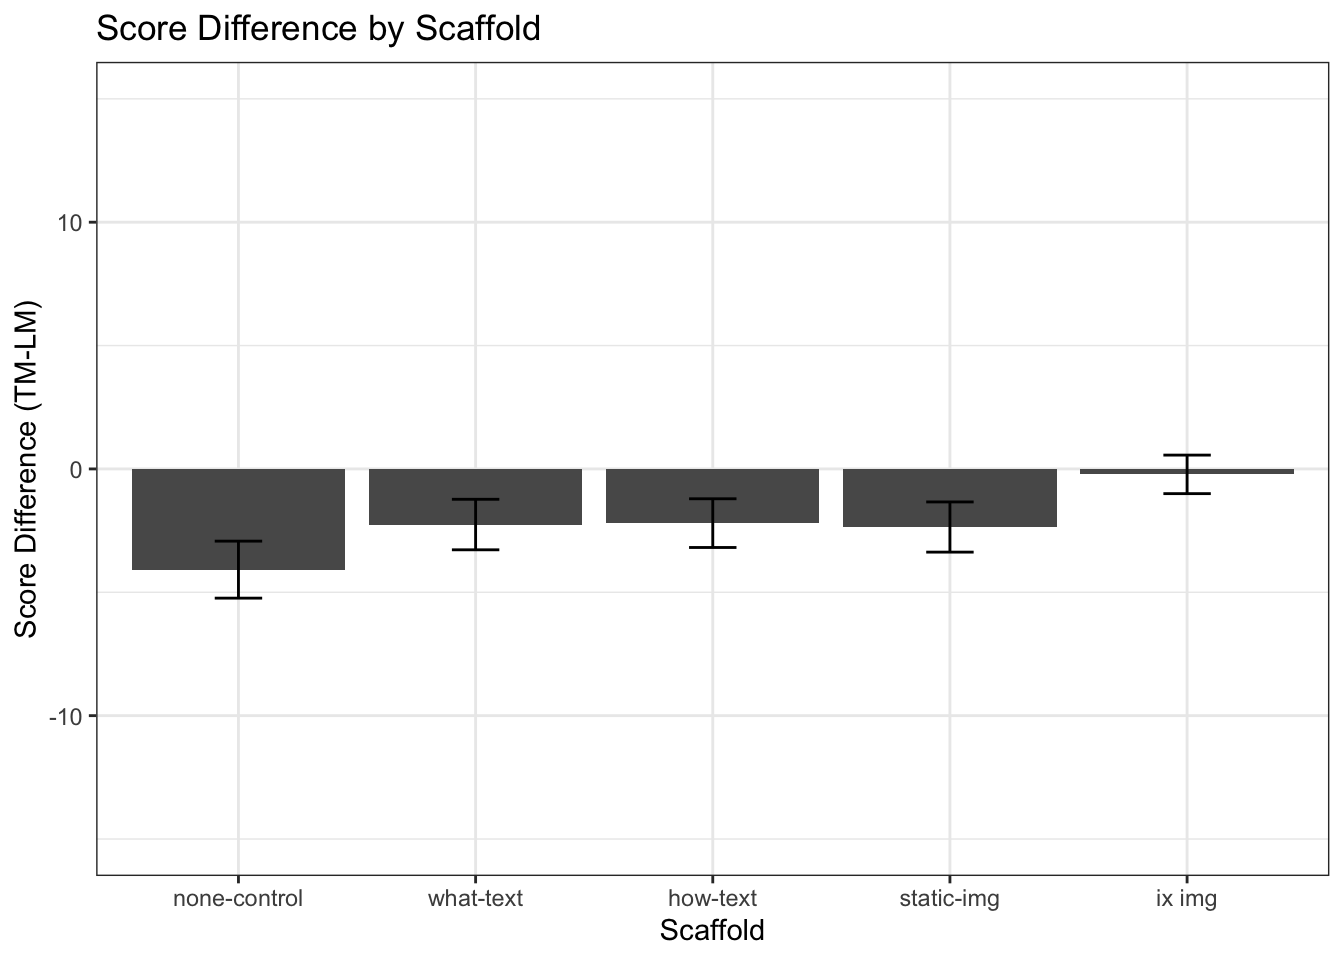 Score Difference by Scaffold
Score Difference (TM-LM)
10
0
-10
none-control
what-text
how-text
static-img
ix img
Scaffold